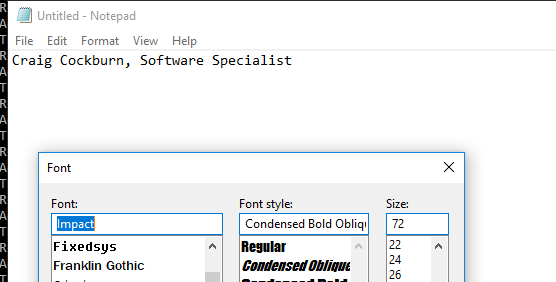 Untitled - Notepad
File Edit Format View Help
Craig Cockburn, Software Specialist
Font
Font: Font style: Size:
Impact Condensed Bold Obliqu 72
Fixedsys Regular 22
Franklin Gothic Condensed Oblique 24
26
R
A
T
R
A
T
R
A
T
R
A
T
R
A
T
R